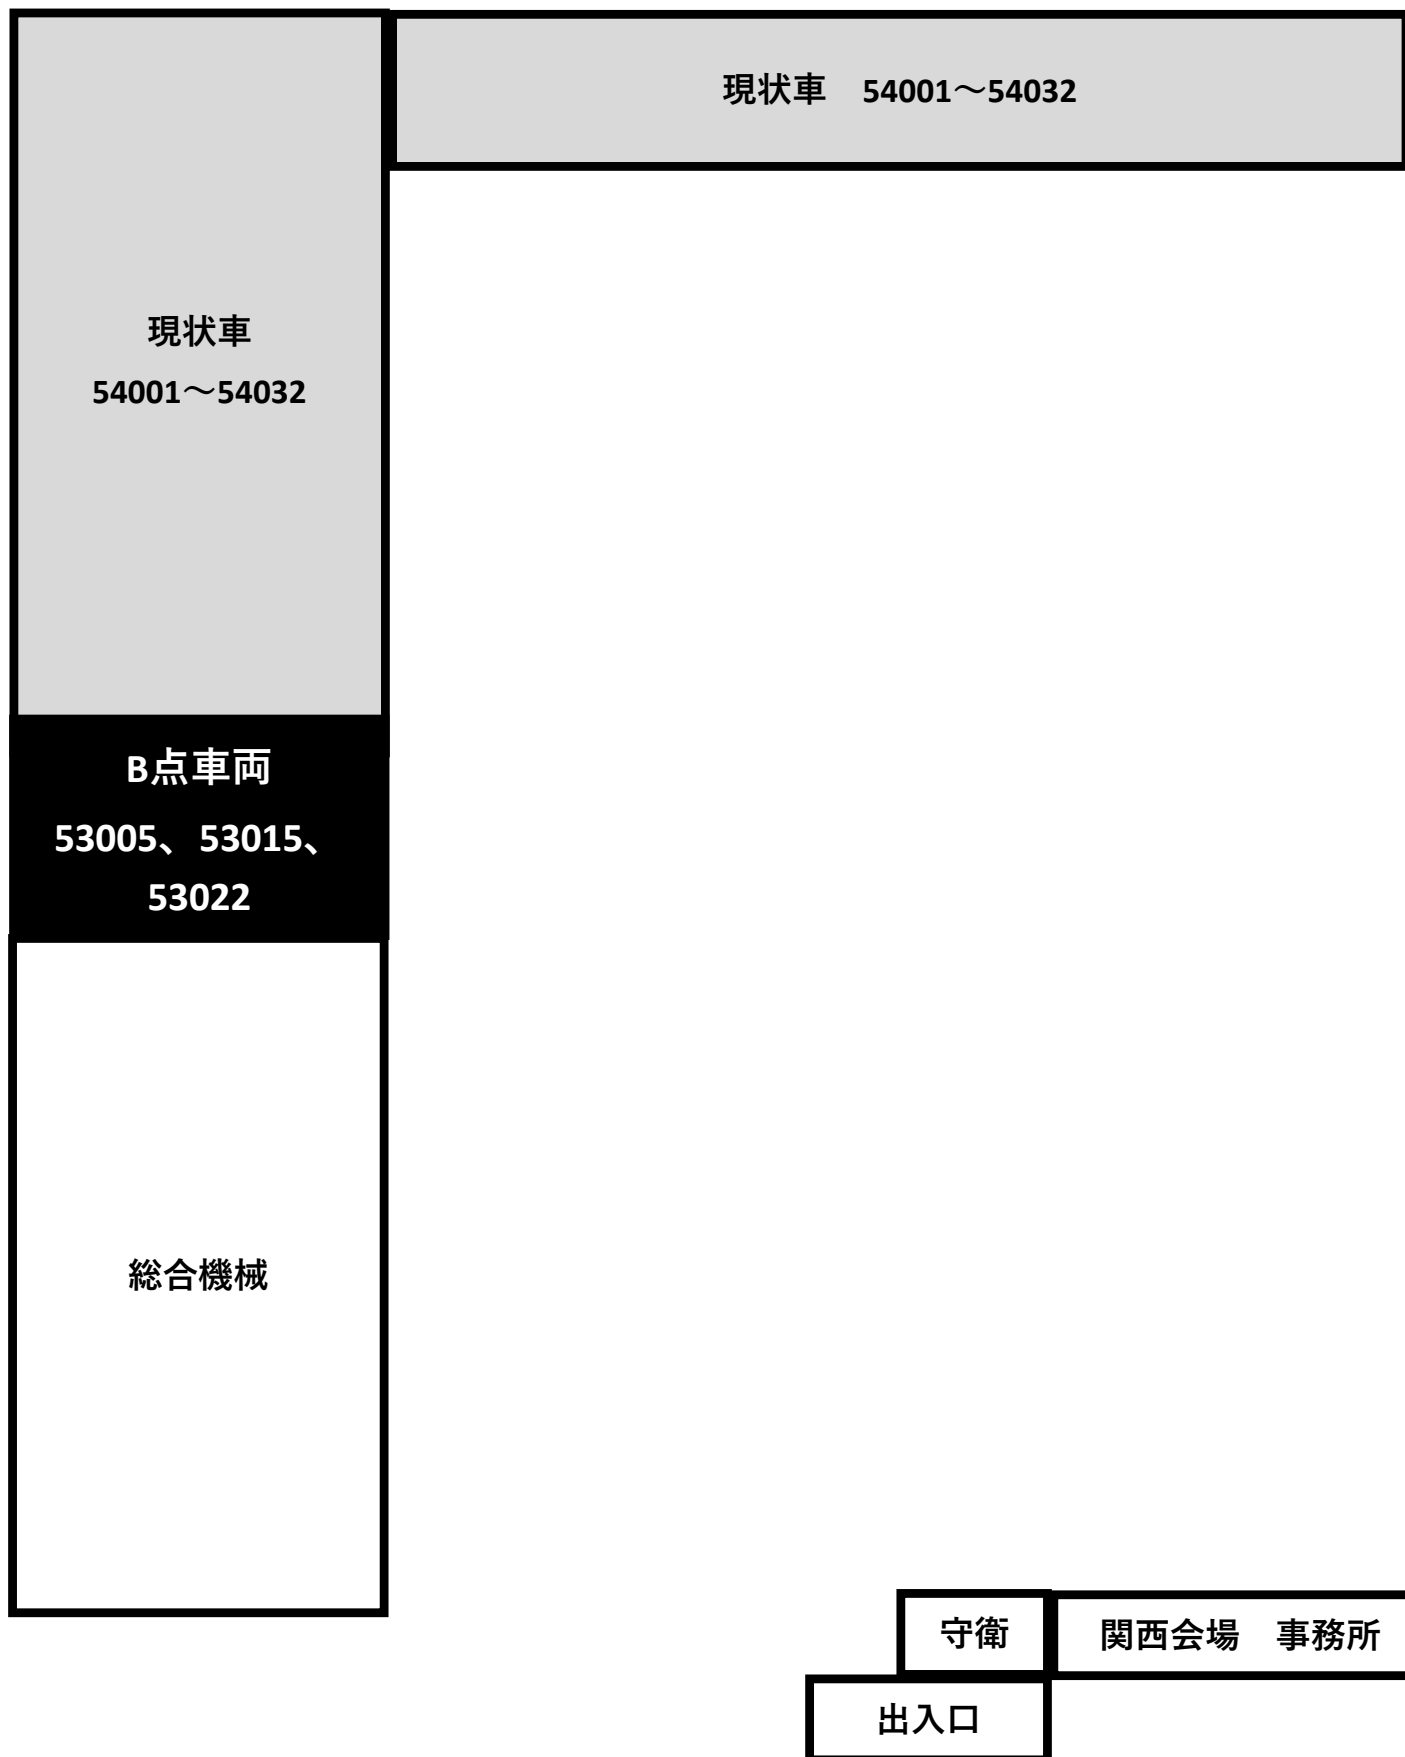 現状車　54001～54032
現状車
54001～54032
B点車両
53005、53015、
53022
総合機械
守衛
関西会場　事務所
出入口